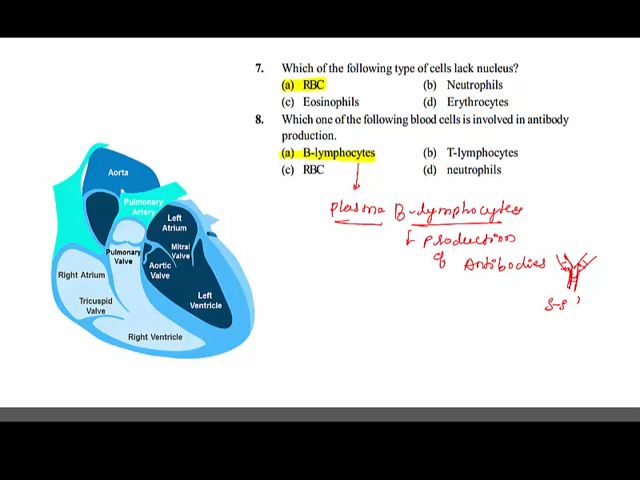 7. Which of the following type of cells lack nucleus?
(a) RBC (b) Neutrophils
(c) Eosinophils (d) Erythrocytes
8. Which one of the following blood cells is involved in antibody
production.
(a) B-lymphocytes (b) T-lymphocytes
(c) RBC (d) neutrophils
Plasma B-lymphocytes
production
of Antibodies
S-S
Aorta
Pulmonary
Artery
Left
Atrium
Mitral
Valve
Pulmonary
Valve
Aortic
Valve
Right Atrium
Left
Ventricle
Tricuspid
Valve
Right Ventricle